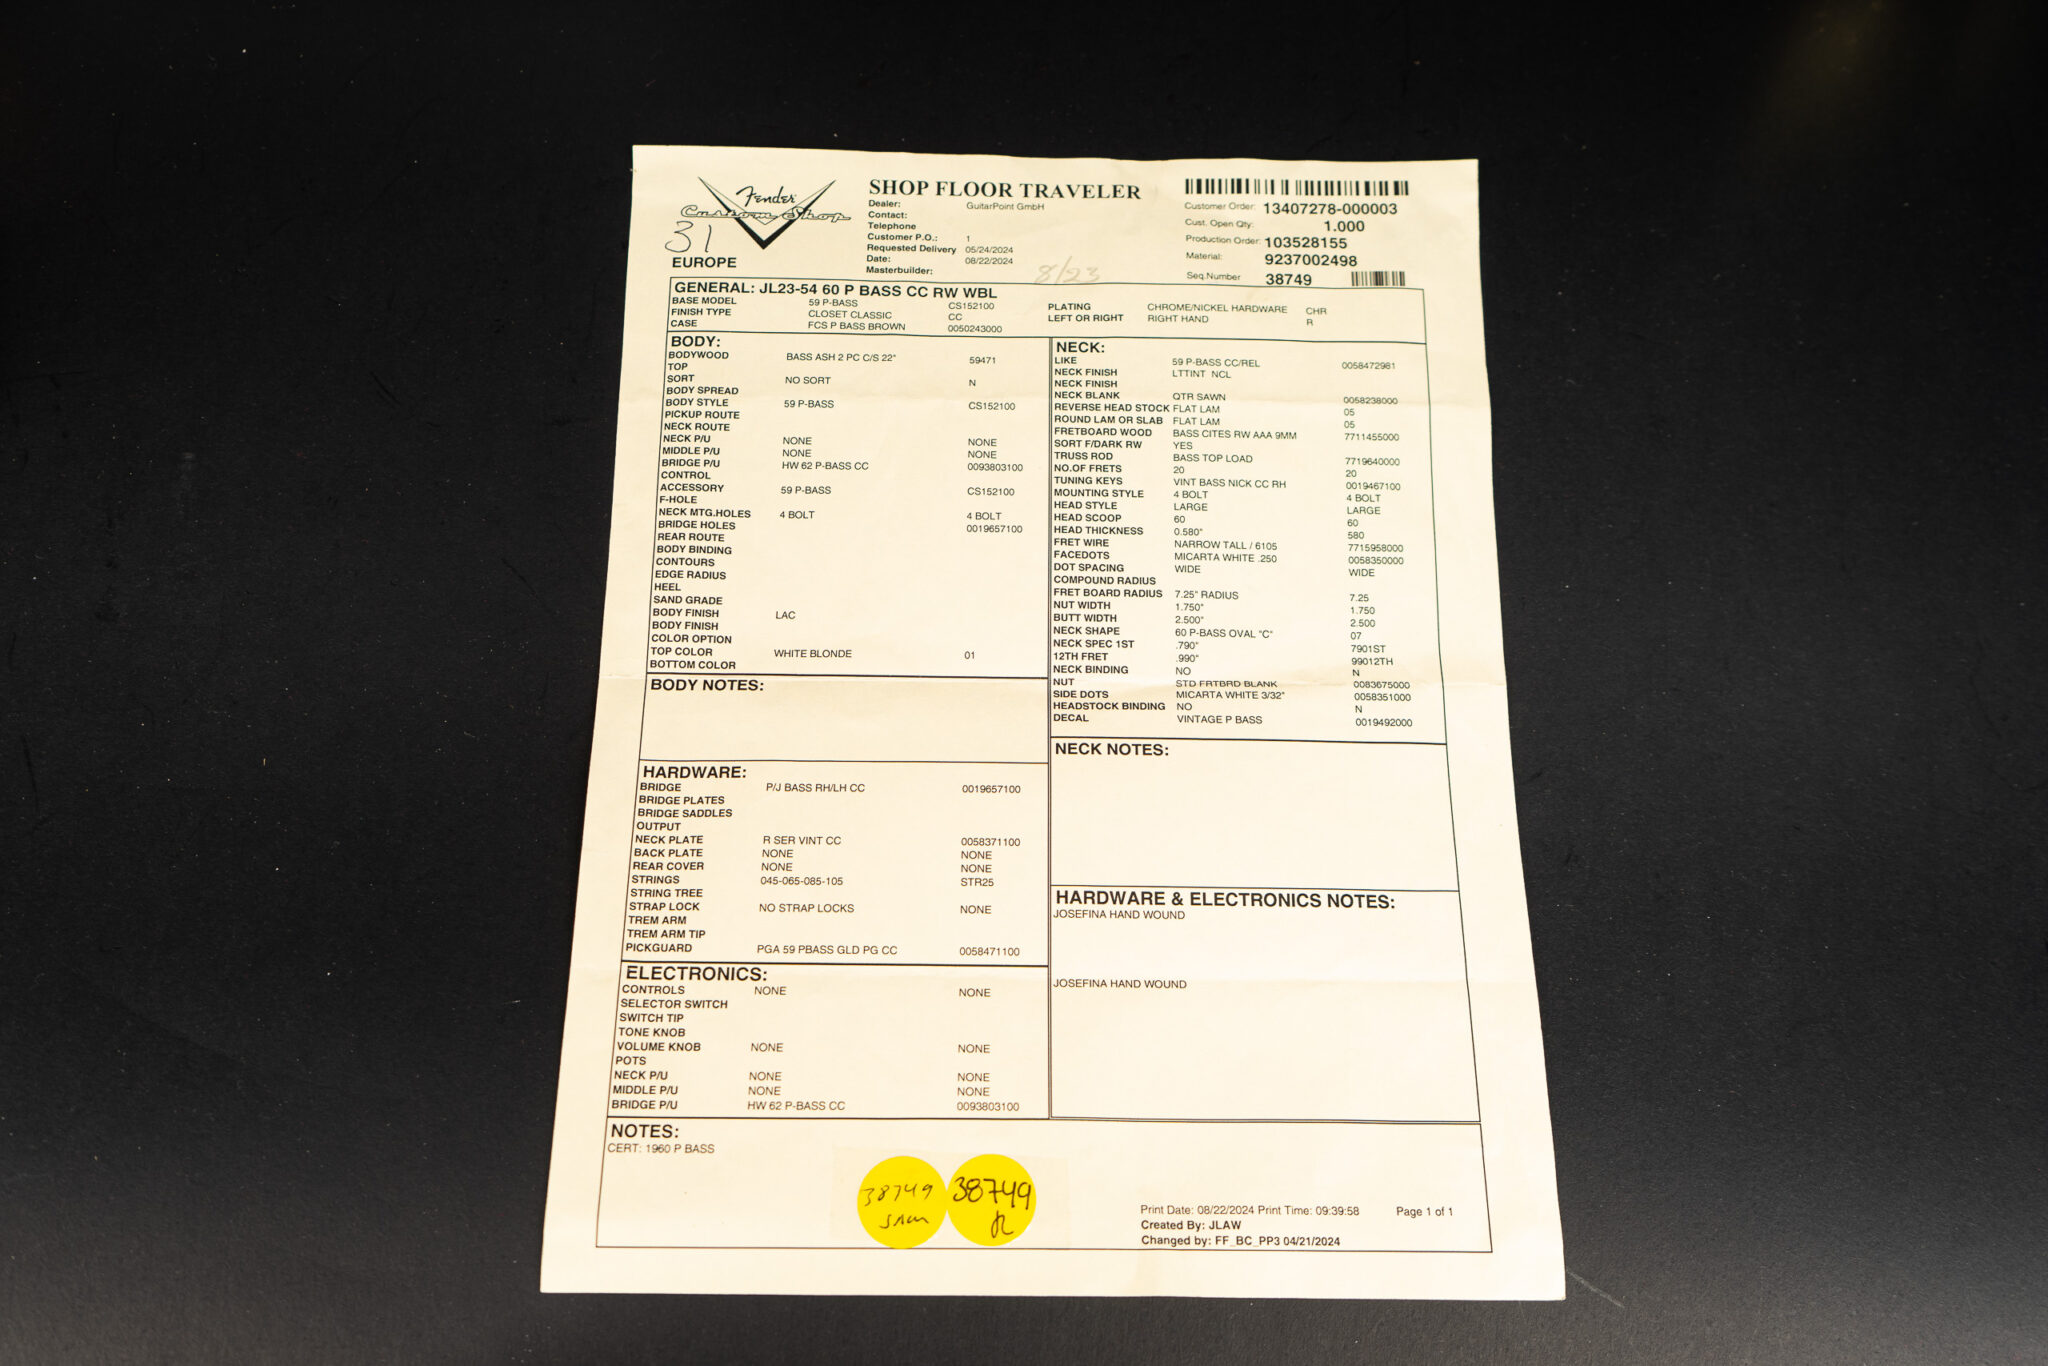 Fender
Custom Shop
31
EUROPE
SHOP FLOOR TRAVELER
Dealer: GuitarPoint GmbH
Contact:
Telephone
Customer P.O.: 1
Requested Delivery 05/24/2024
Date: 08/22/2024
Masterbuilder:
8/23
Customer Order: 13407278-000003
Cust. Open Qty: 1.000
Production Order: 103528155
Material: 9237002498
Seq.Number 38749
GENERAL: JL23-54 60 P BASS CC RW WBL
BASE MODEL 59 P-BASS CS152100
FINISH TYPE CLOSET CLASSIC CC
CASE FCS P BASS BROWN 0050243000
PLATING CHROME/NICKEL HARDWARE CHR
LEFT OR RIGHT RIGHT HAND R
BODY:
BODYWOOD BASS ASH 2 PC C/S 22" 59471
TOP
SORT NO SORT N
BODY SPREAD
BODY STYLE 59 P-BASS CS152100
PICKUP ROUTE
NECK ROUTE
NECK P/U NONE NONE
MIDDLE P/U NONE NONE
BRIDGE P/U HW 62 P-BASS CC 0093803100
CONTROL
ACCESSORY 59 P-BASS CS152100
F-HOLE
NECK MTG.HOLES 4 BOLT 4 BOLT
BRIDGE HOLES 0019657100
REAR ROUTE
BODY BINDING
CONTOURS
EDGE RADIUS
HEEL
SAND GRADE
BODY FINISH LAC
BODY FINISH
COLOR OPTION
TOP COLOR WHITE BLONDE 01
BOTTOM COLOR
BODY NOTES:
HARDWARE:
BRIDGE P/J BASS RH/LH CC 0019657100
BRIDGE PLATES
BRIDGE SADDLES
OUTPUT
NECK PLATE R SER VINT CC 0058371100
BACK PLATE NONE NONE
REAR COVER NONE NONE
STRINGS 045-065-085-105 STR25
STRING TREE
STRAP LOCK NO STRAP LOCKS NONE
TREM ARM
TREM ARM TIP
PICKGUARD PGA 59 PBASS GLD PG CC 0058471100
ELECTRONICS:
CONTROLS NONE NONE
SELECTOR SWITCH
SWITCH TIP
TONE KNOB
VOLUME KNOB NONE NONE
POTS
NECK P/U NONE NONE
MIDDLE P/U NONE NONE
BRIDGE P/U HW 62 P-BASS CC 0093803100
NECK:
LIKE 59 P-BASS CC/REL 0058472981
NECK FINISH LTTINT NCL
NECK FINISH
NECK BLANK QTR SAWN 0058238000
REVERSE HEAD STOCK FLAT LAM 05
ROUND LAM OR SLAB FLAT LAM 05
FRETBOARD WOOD BASS CITES RW AAA 9MM 7711455000
SORT F/DARK RW YES
TRUSS ROD BASS TOP LOAD 7719640000
NO.OF FRETS 20 20
TUNING KEYS VINT BASS NICK CC RH 0019467100
MOUNTING STYLE 4 BOLT 4 BOLT
HEAD STYLE LARGE LARGE
HEAD SCOOP 60 60
HEAD THICKNESS 0.580" 580
FRET WIRE NARROW TALL / 6105 7715958000
FACEDOTS MICARTA WHITE .250 0058350000
DOT SPACING WIDE WIDE
COMPOUND RADIUS
FRET BOARD RADIUS 7.25" RADIUS 7.25
NUT WIDTH 1.750" 1.750
BUTT WIDTH 2.500" 2.500
NECK SHAPE 60 P-BASS OVAL "C" 07
NECK SPEC 1ST .790" 7901ST
12TH FRET .990" 99012TH
NECK BINDING NO N
NUT STD FRTBRD BLANK 0083675000
SIDE DOTS MICARTA WHITE 3/32" 0058351000
HEADSTOCK BINDING NO N
DECAL VINTAGE P BASS 0019492000
NECK NOTES:
HARDWARE & ELECTRONICS NOTES:
JOSEFINA HAND WOUND
JOSEFINA HAND WOUND
NOTES:
CERT: 1960 P BASS
38749
38749
Print Date: 08/22/2024 Print Time: 09:39:58 Page 1 of 1
Created By: JLAW
Changed by: FF_BC_PP3 04/21/2024